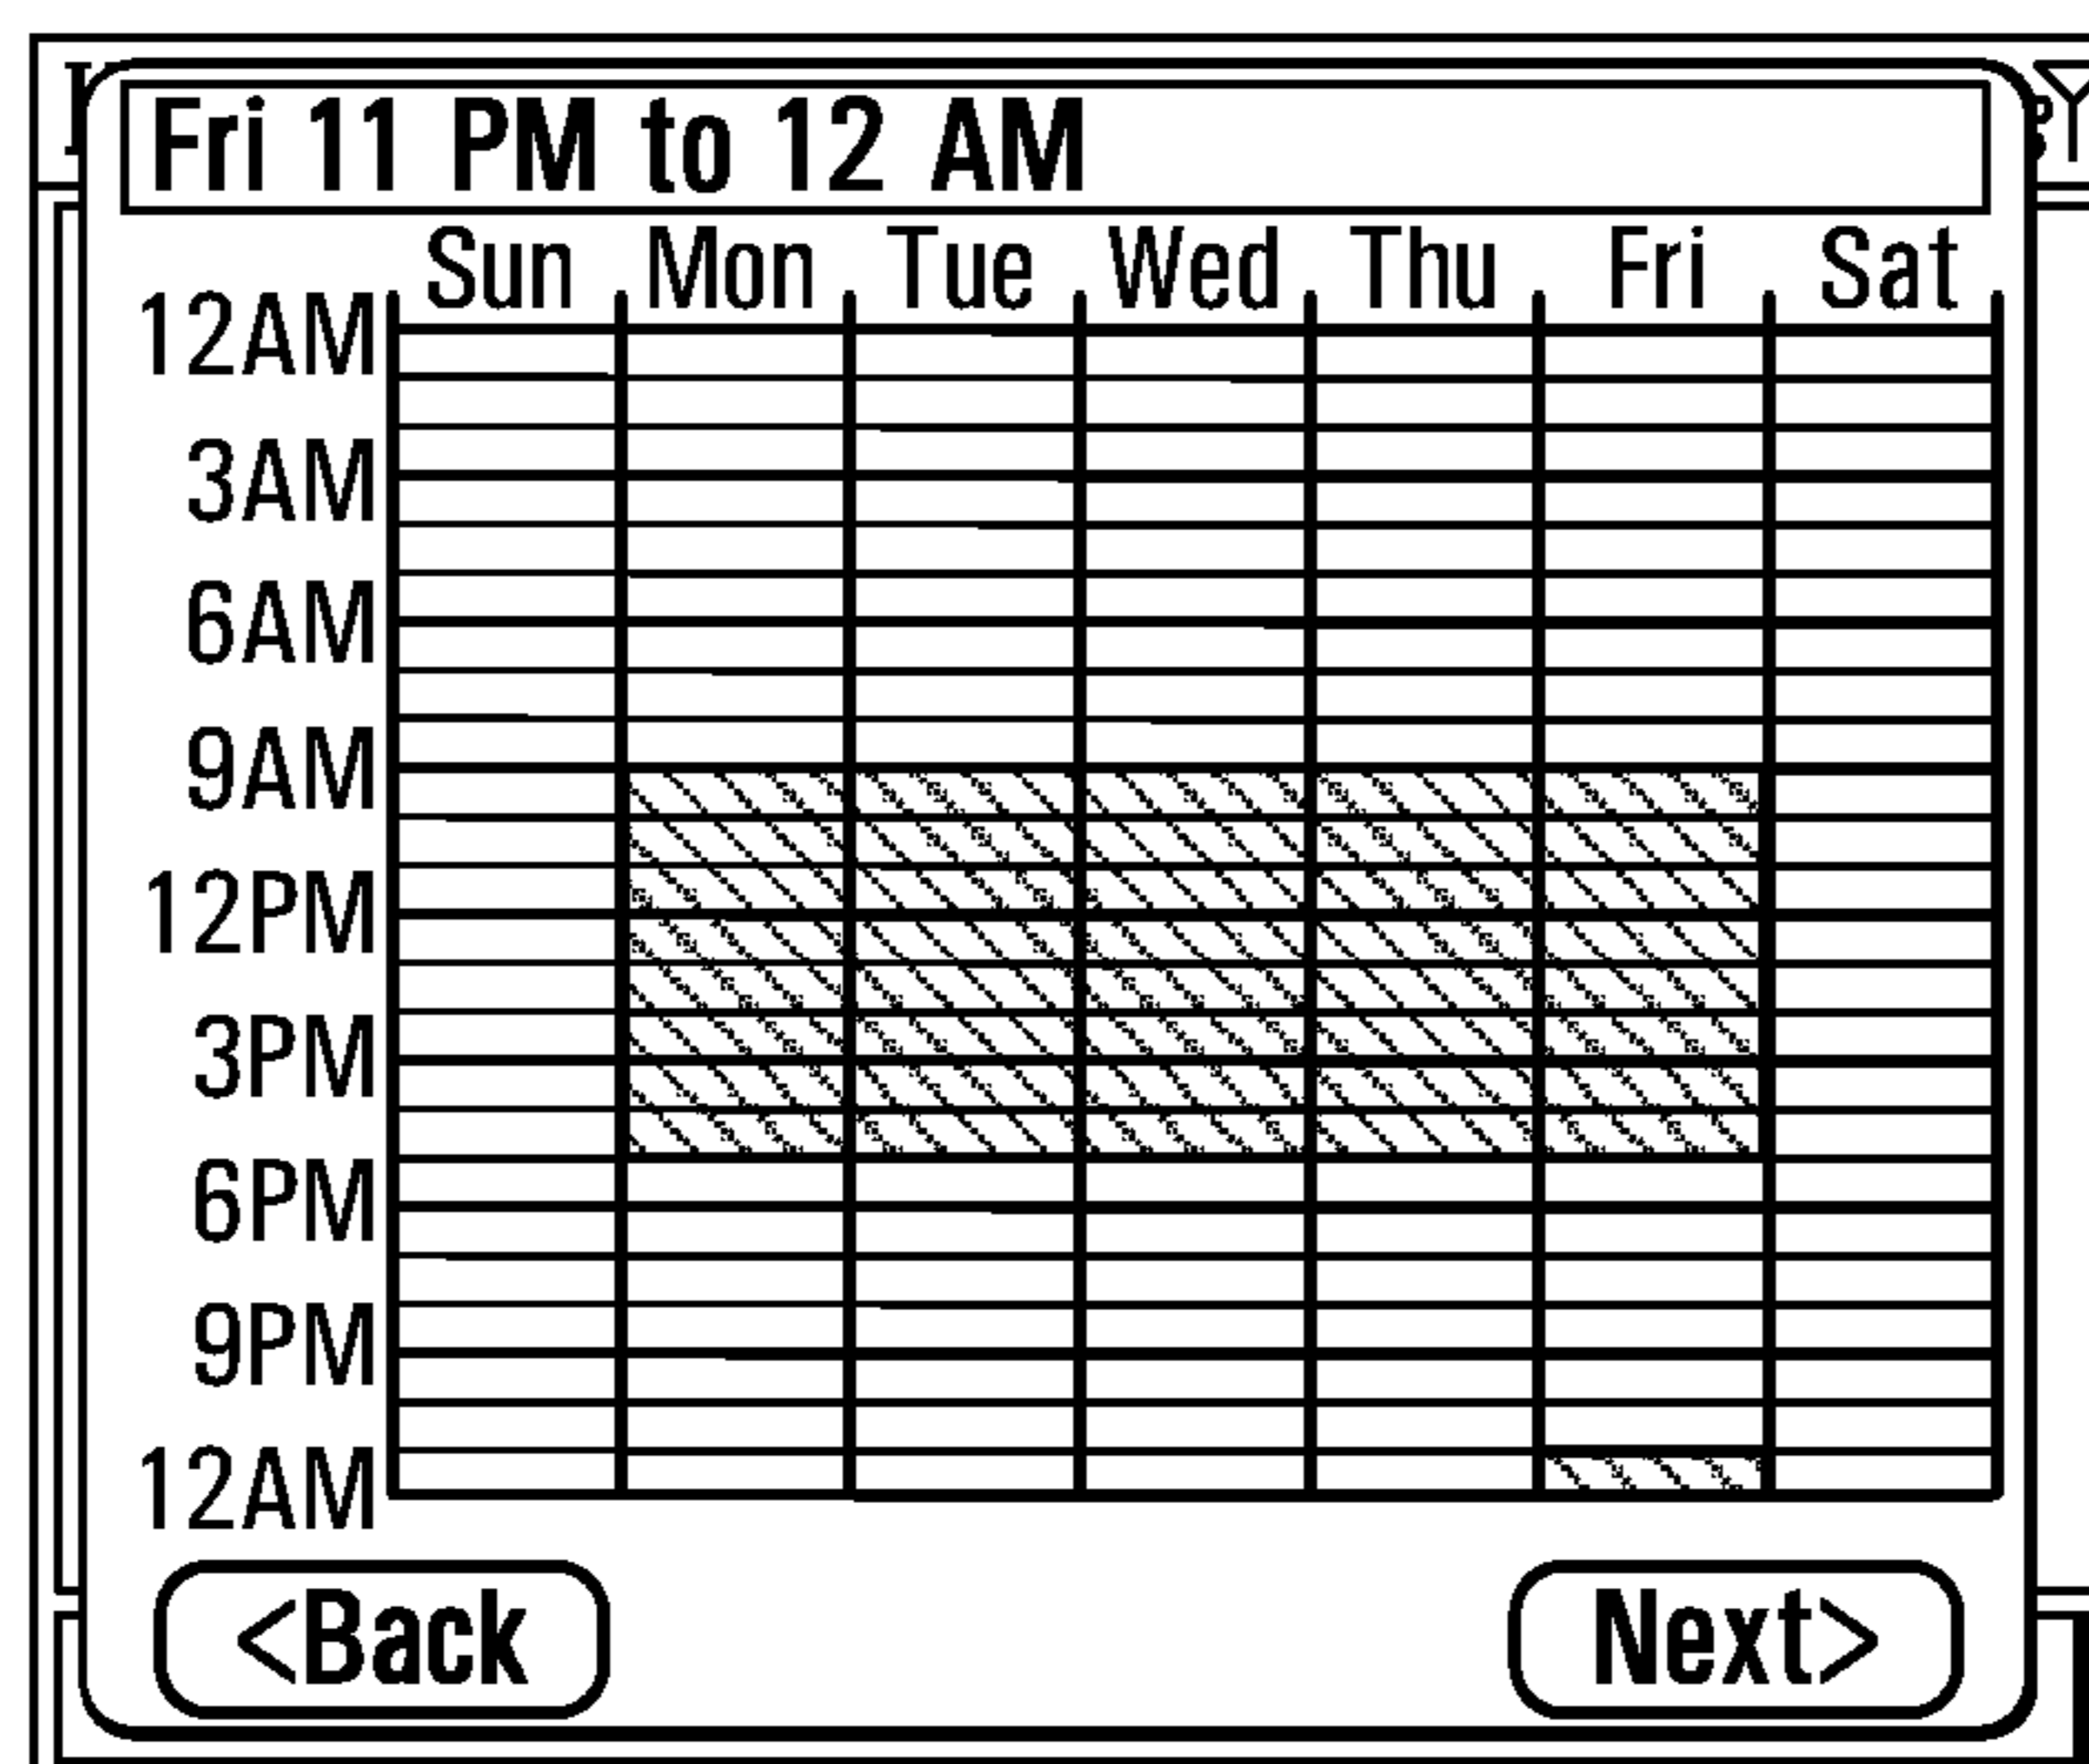 Fri 11 PM to 12 AM
Sun Mon Tue Wed Thu Fri Sat
12AM
3AM
6AM
9AM
12PM
3PM
6PM
9PM
12AM
<Back Next>